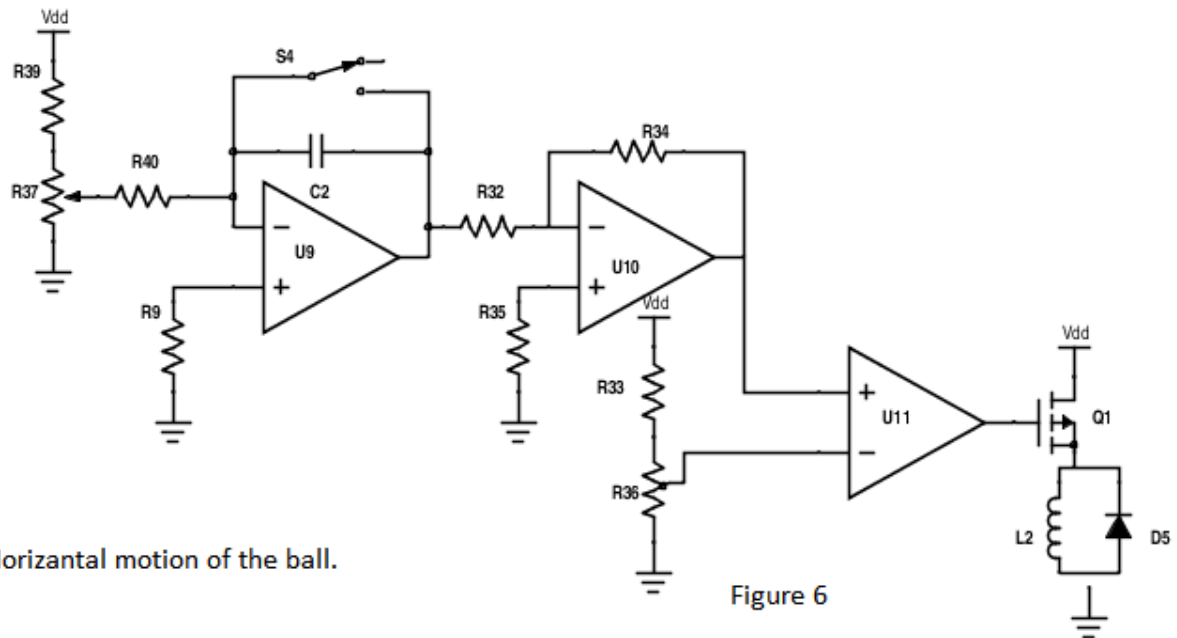 Vdd
R39
S4
R34
R40
R37
C2
R32
U9
U10
R9
R35
Vdd
Vdd
R33
U11
Q1
R36
L2
D5
lorizantal motion of the ball.
Figure 6